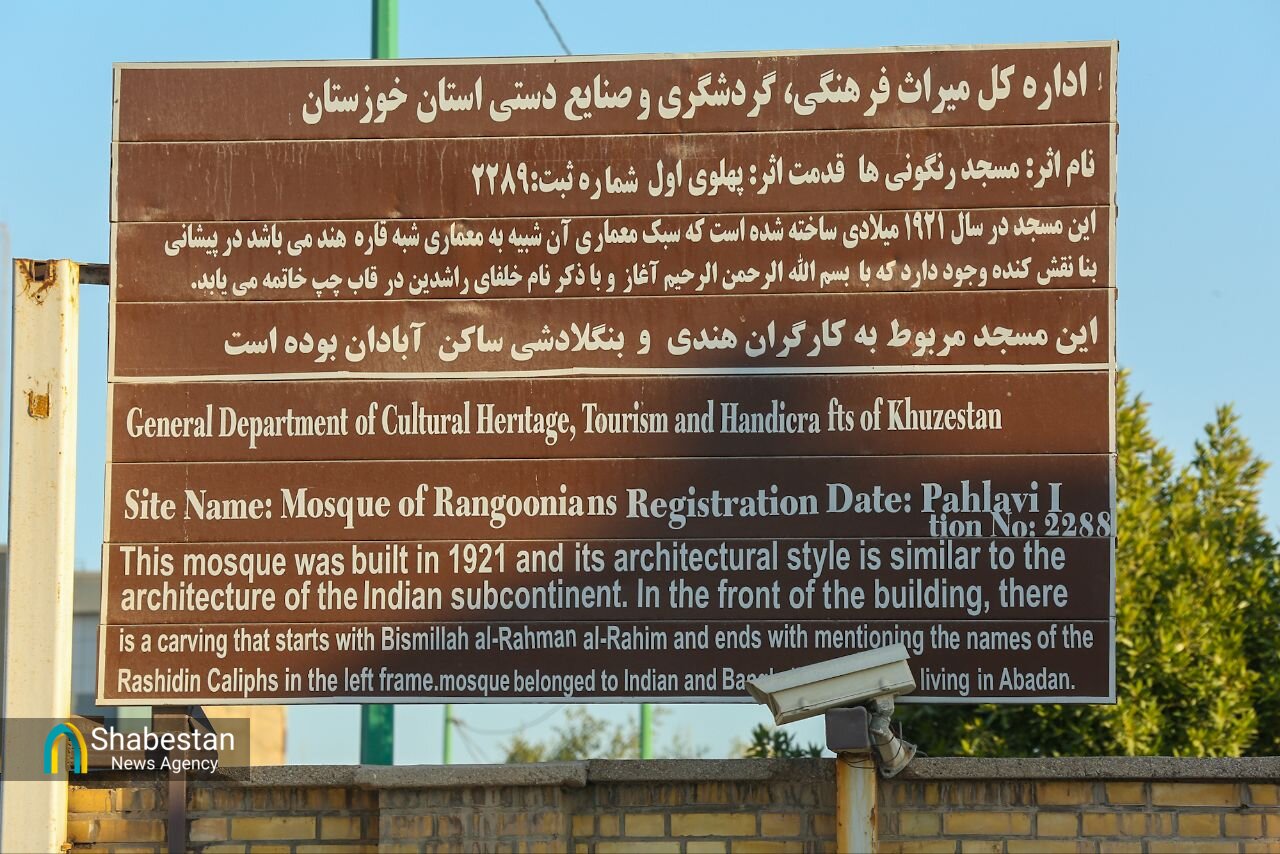 اداره کل میراث فرهنگی، گردشگری و صنایع دستی استان خوزستان
نام اثر: مسجد رنگونی ها قدمت اثر: پهلوی اول شماره ثبت:۲۲۸۹
این مسجد در سال ۱۹۲۱ میلادی ساخته شده است که سبک معماری آن شبیه به معماری شبه قاره هند می باشد در پیشانی
بنا نقش کنده وجود دارد که با بسم الله الرحمن الرحیم آغاز و با ذکر نام خلفای راشدین در قاب چپ خاتمه می یابد.
این مسجد مربوط به کارگران هندی و بنگلادشی ساکن آبادان بوده است
General Department of Cultural Heritage, Tourism and Handicra fts of Khuzestan
Site Name: Mosque of Rangoonians Registration Date: Pahlavi I
tion No: 2288
This mosque was built in 1921 and its architectural style is similar to the
architecture of the Indian subcontinent. In the front of the building, there
is a carving that starts with Bismillah al-Rahman al-Rahim and ends with mentioning the names of the
Rashidin Caliphs in the left frame.mosque belonged to Indian and living in Abadan.
Shabestan
News Agency